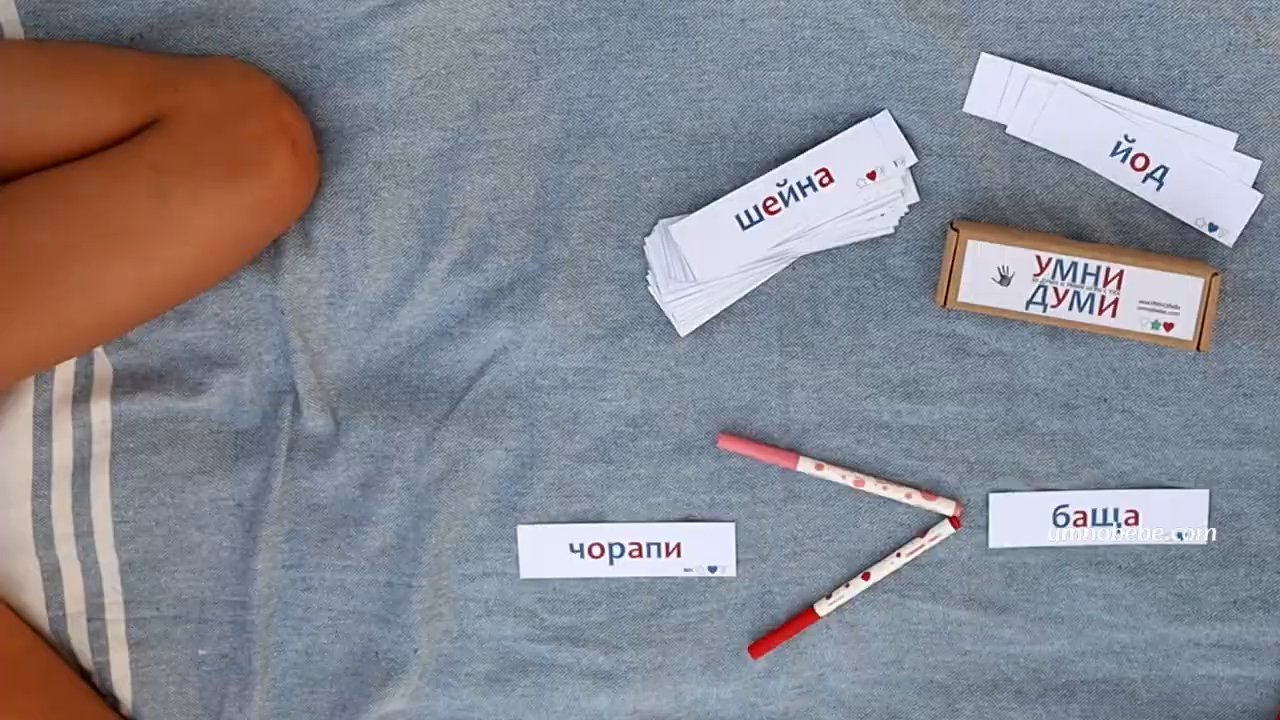 йод
шейна
УМНИ
ДУМИ
чорапи
баща
umnobebe.com